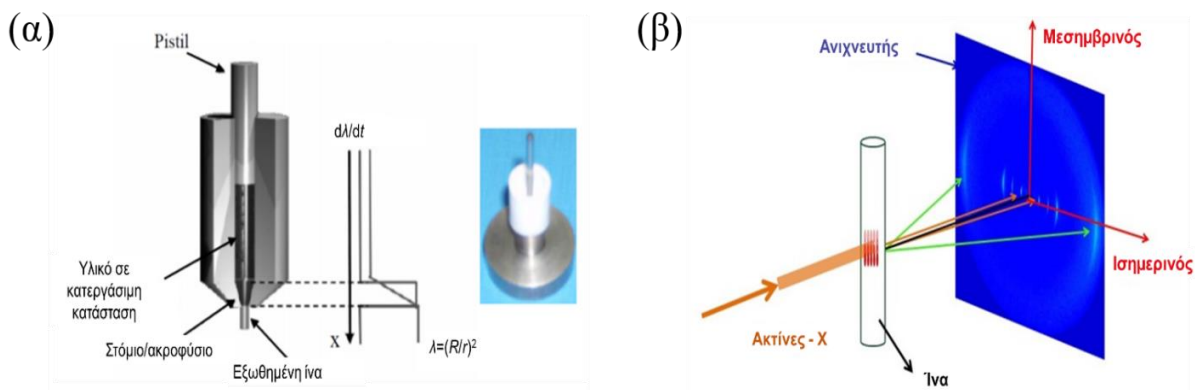 (α)
Pistil
dλ/dt
Υλικό σε
κατεργάσιμη
κατάσταση
Στόμιο/ακροφύσιο
Εξωθημένη ίνα
X
λ=(R/r)²
(β)
Ανιχνευτής
Μεσημβρινός
Ισημερινός
Ακτίνες - Χ
Ίνα